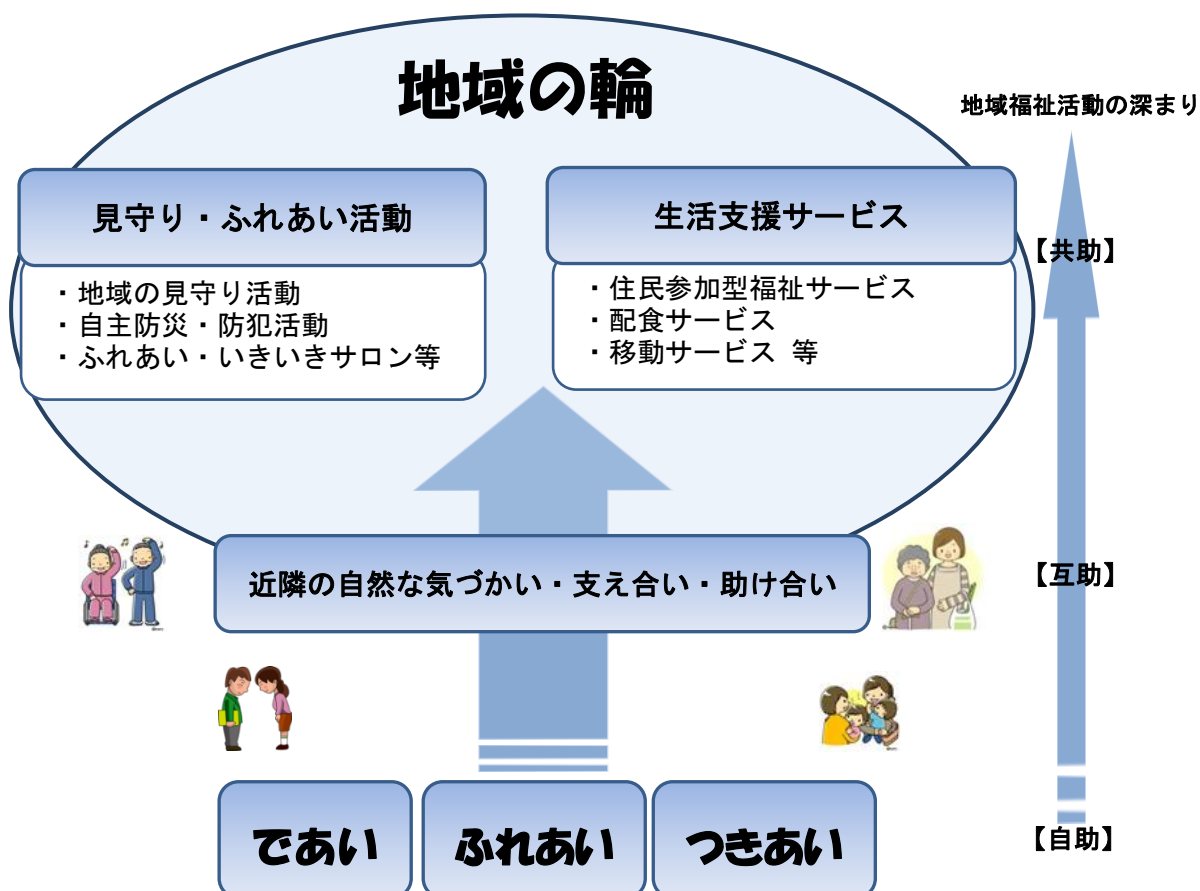 地域の輪
地域福祉活動の深まり
見守り・ふれあい活動
・地域の見守り活動
・自主防災・防犯活動
・ふれあい・いきいきサロン等
生活支援サービス
・住民参加型福祉サービス
・配食サービス
・移動サービス 等
【共助】
近隣の自然な気づかい・支え合い・助け合い
【互助】
であい
ふれあい
つきあい
【自助】